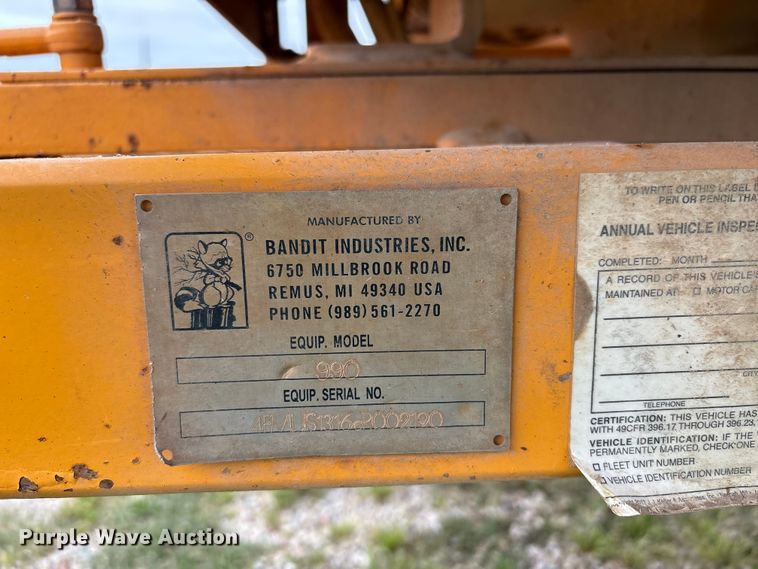 MANUFACTURED BY
®
BANDIT INDUSTRIES, INC.
6750 MILLBROOK ROAD
REMUS, MI 49340 USA
PHONE (989) 561-2270
EQUIP. MODEL
990
EQUIP. SERIAL NO.
TO WRITE ON THIS LABEL
PEN OR PENCIL THA
ANNUAL VEHICLE INSPE
COMPLETED: MONTH
A RECORD OF THIS VEHICLE'S
MAINTAINED AT: MOTOR CA
CITY
TELEPHONE
CERTIFICATION: THIS VEHICLE HAS
WITH 49CFR 396.17 THROUGH 396.23,
VEHICLE IDENTIFICATION: IF THE
PERMANENTLY MARKED, CHECK ONE
FLEET UNIT NUMBER
VEHICLE IDENTIFICATION NUMBER
Purple Wave Auction